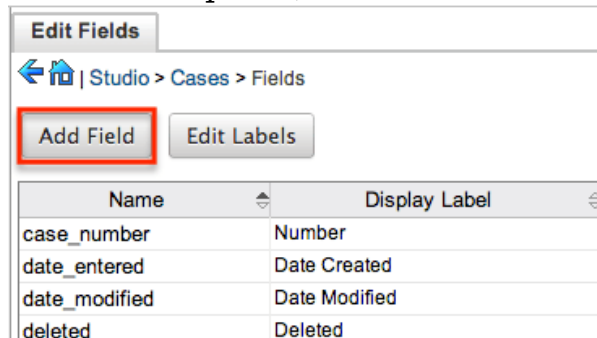 Edit Fields
| Studio > Cases > Fields
Add Field Edit Labels
Name Display Label
case_number Number
date_entered Date Created
date_modified Date Modified
deleted Deleted